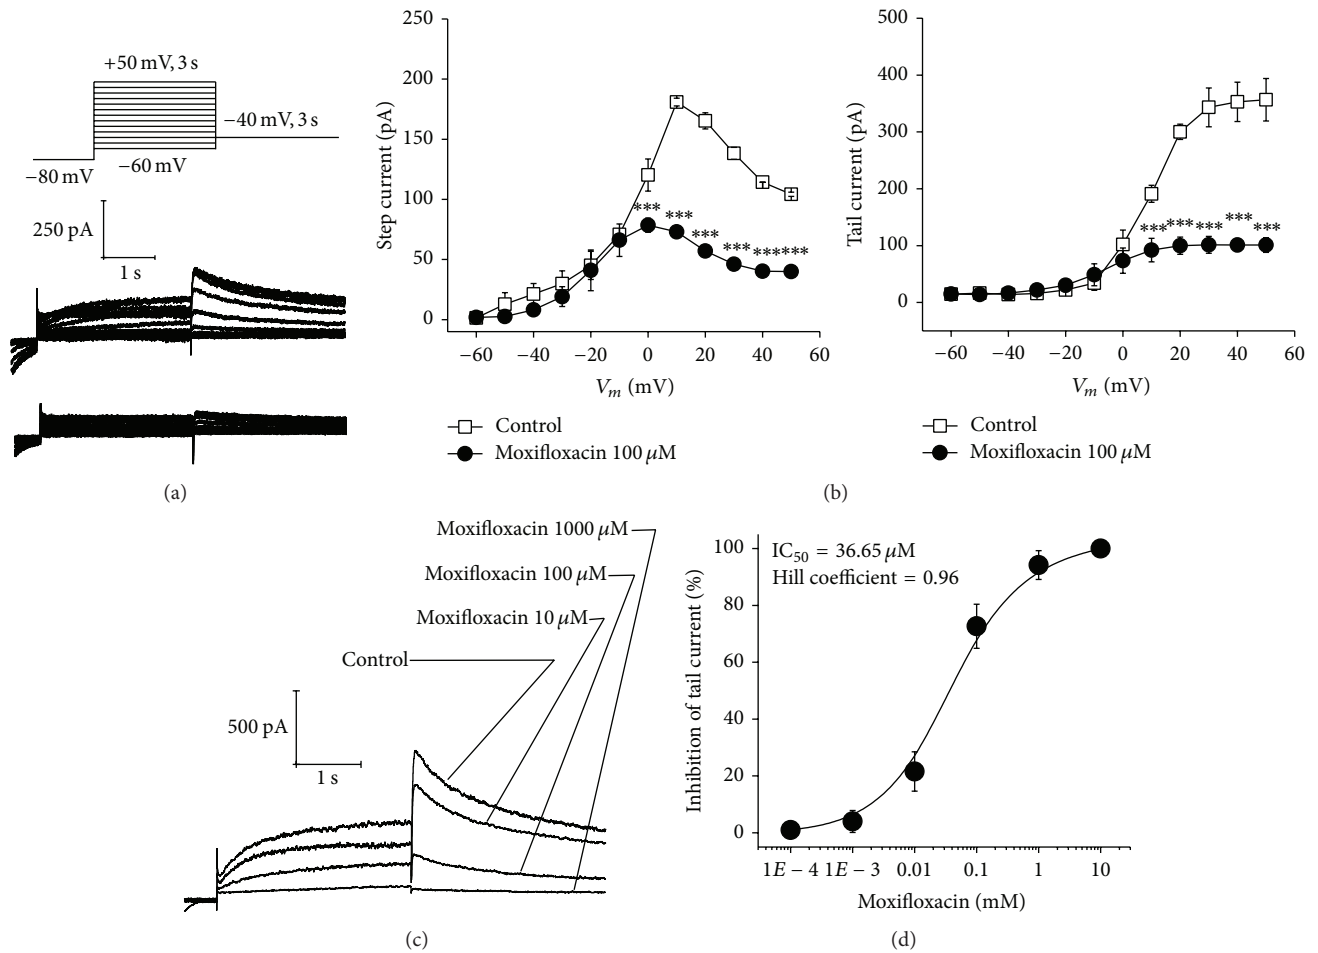 +50 mV, 3 s
−40 mV, 3 s
−60 mV
−80 mV
250 pA
1 s
(a)
250
200
150
100
50
0
Step current (pA)
***
***
***
***
***
***
−60
−40
−20
0
20
40
60
Vm (mV)
Control
Moxifloxacin 100 μM
500
400
300
200
100
0
Tail current (pA)
***
***
***
***
***
−60
−40
−20
0
20
40
60
Vm (mV)
Control
Moxifloxacin 100 μM
(b)
Moxifloxacin 1000 μM
Moxifloxacin 100 μM
Moxifloxacin 10 μM
Control
500 pA
1 s
(c)
IC50 = 36.65 μM
Hill coefficient = 0.96
100
80
60
40
20
0
Inhibition of tail current (%)
1E − 4
1E − 3
0.01
0.1
1
10
Moxifloxacin (mM)
(d)